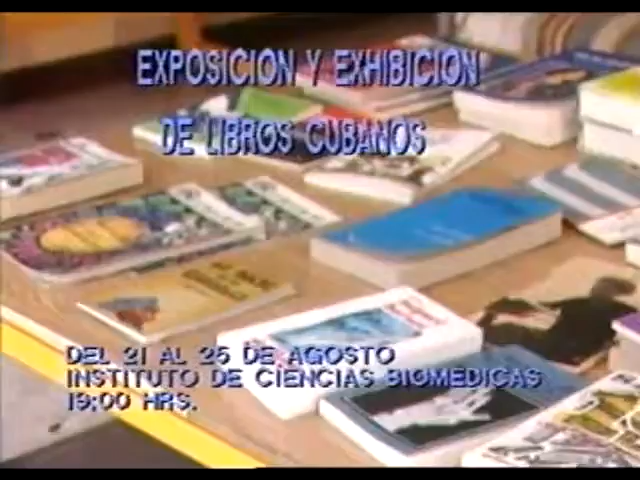 EXPOSICION Y EXHIBICION
DE LIBROS CUBANOS
DEL 21 AL 25 DE AGOSTO
INSTITUTO DE CIENCIAS BIOMEDICAS
19:00 HRS.